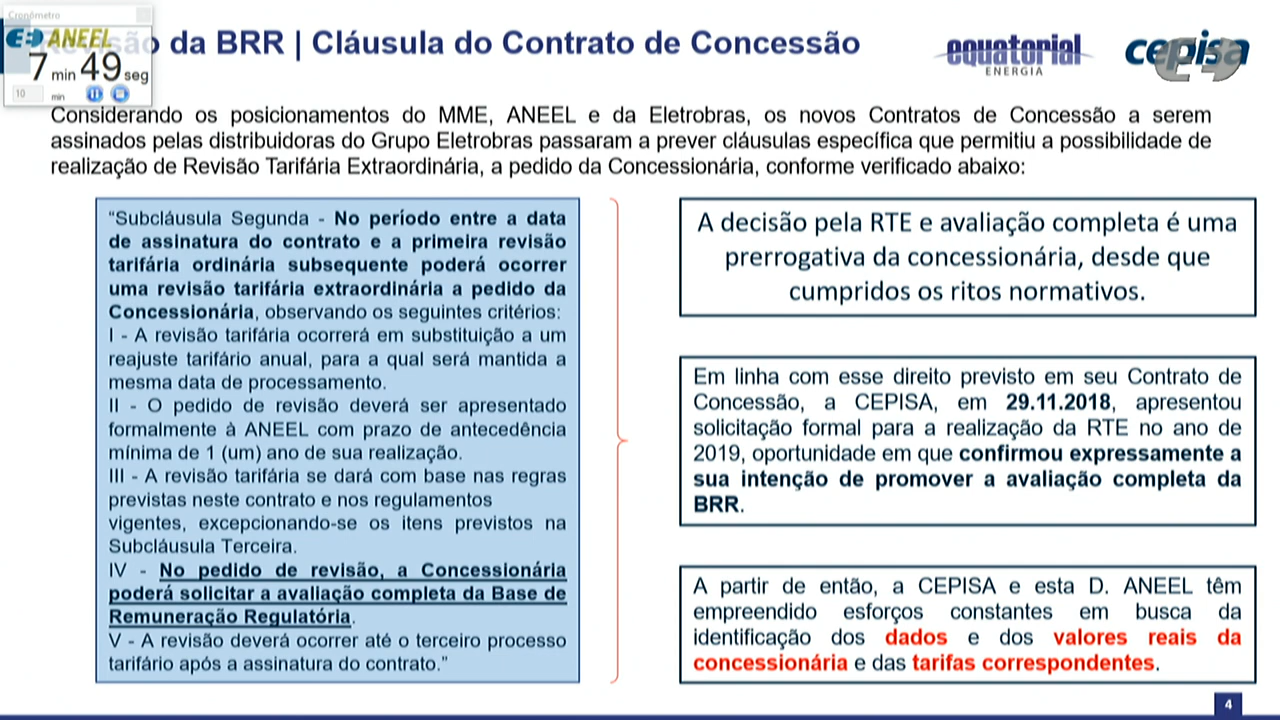 Cronômetro
ANEEL
7 min 49 seg
10 min
Revisão da BRR | Cláusula do Contrato de Concessão
equatorial
ENERGIA
cepisa
Considerando os posicionamentos do MME, ANEEL e da Eletrobras, os novos Contratos de Concessão a serem
assinados pelas distribuidoras do Grupo Eletrobras passaram a prever cláusulas específica que permitiu a possibilidade de
realização de Revisão Tarifária Extraordinária, a pedido da Concessionária, conforme verificado abaixo:
“Subcláusula Segunda - No período entre a data
de assinatura do contrato e a primeira revisão
tarifária ordinária subsequente poderá ocorrer
uma revisão tarifária extraordinária a pedido da
Concessionária, observando os seguintes critérios:
I - A revisão tarifária ocorrerá em substituição a um
reajuste tarifário anual, para a qual será mantida a
mesma data de processamento.
II - O pedido de revisão deverá ser apresentado
formalmente à ANEEL com prazo de antecedência
mínima de 1 (um) ano de sua realização.
III - A revisão tarifária se dará com base nas regras
previstas neste contrato e nos regulamentos
vigentes, excepcionando-se os itens previstos na
Subcláusula Terceira.
IV - No pedido de revisão, a Concessionária
poderá solicitar a avaliação completa da Base de
Remuneração Regulatória.
V - A revisão deverá ocorrer até o terceiro processo
tarifário após a assinatura do contrato.”
A decisão pela RTE e avaliação completa é uma
prerrogativa da concessionária, desde que
cumpridos os ritos normativos.
Em linha com esse direito previsto em seu Contrato de
Concessão, a CEPISA, em 29.11.2018, apresentou
solicitação formal para a realização da RTE no ano de
2019, oportunidade em que confirmou expressamente a
sua intenção de promover a avaliação completa da
BRR.
A partir de então, a CEPISA e esta D. ANEEL têm
empreendido esforços constantes em busca da
identificação dos dados e dos valores reais da
concessionária e das tarifas correspondentes.
4